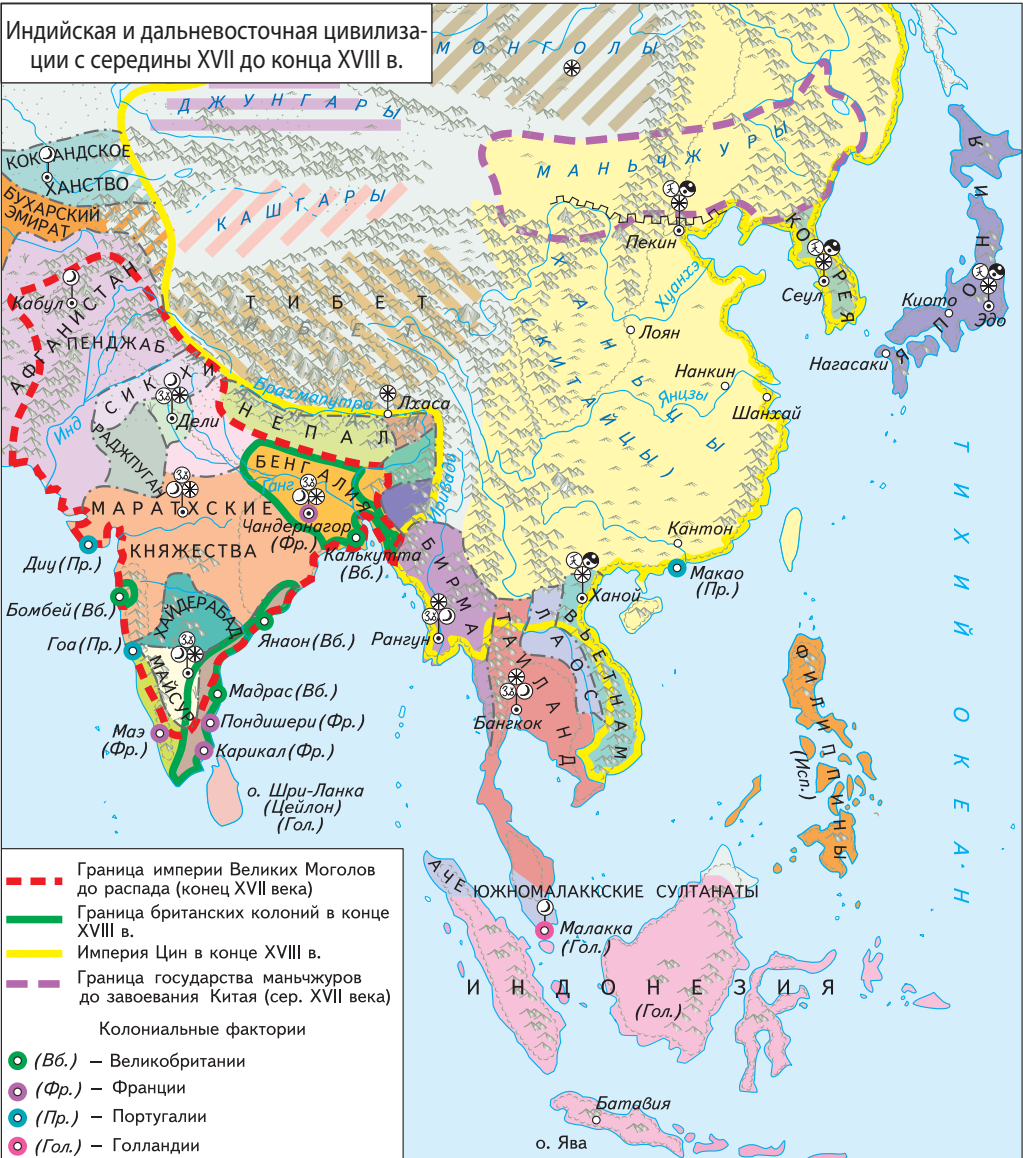 Индийская и дальневосточная цивилиза-
ции с середины XVII до конца XVIII в.
МОНГОЛЫ
ДЖУНГАРЫ
КОКАНДСКОЕ
ХАНСТВО
БУХАРСКИЙ
ЭМИРАТ
КАШГАРЫ
МАНЬЧЖУРЫ
ЯПОНИЯ
Пекин
КОРЕЯ
Сеул
Киото
Эдо
Нагасаки
Хуанхэ
ХАНЬЦЫ
(КИТАЙЦЫ)
Лоян
Нанкин
Янцзы
Шанхай
ТИБЕТ
Кабул
АФГАНИСТАН
ПЕНДЖАБ
СИКХИ
Инд
Дели
РАДЖПУТАН
Брахмапутра
Лхаса
НЕПАЛ
БЕНГАЛИЯ
Ганг
Иравади
МАРАТХСКИЕ
КНЯЖЕСТВА
Чандернагор
(Фр.)
Калькутта
(Вб.)
Диу (Пр.)
Бомбей (Вб.)
ХАЙДЕРАБАД
Янаон (Вб.)
Гоа (Пр.)
МАЙСУР
Мадрас (Вб.)
Пондишери (Фр.)
Маэ
(Фр.)
Карикал (Фр.)
о. Шри-Ланка
(Цейлон)
(Гол.)
БИРМА
Рангун
ТАИЛАНД
Бангкок
ЛАОС
ВЬЕТНАМ
Ханой
Кантон
Макао
(Пр.)
ФИЛИППИНЫ
(Исп.)
ТИХИЙ ОКЕАН
АЧЕ
ЮЖНОМАЛАККСКИЕ СУЛТАНАТЫ
Малакка
(Гол.)
ИНДОНЕЗИЯ
(Гол.)
Батавия
о. Ява
Граница империи Великих Моголов
до распада (конец XVII века)
Граница британских колоний в конце
XVIII в.
Империя Цин в конце XVIII в.
Граница государства маньчжуров
до завоевания Китая (сер. XVII века)
Колониальные фактории
(Вб.) – Великобритании
(Фр.) – Франции
(Пр.) – Португалии
(Гол.) – Голландии